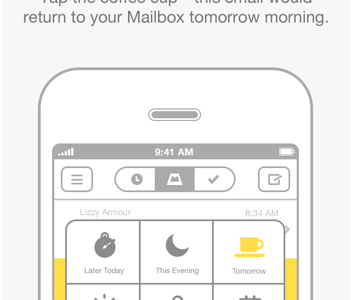 Tap the coffee cup - this email would
return to your Mailbox tomorrow morning.
9:41 AM
Lizzy Armour 8:34 AM
Later Today This Evening Tomorrow